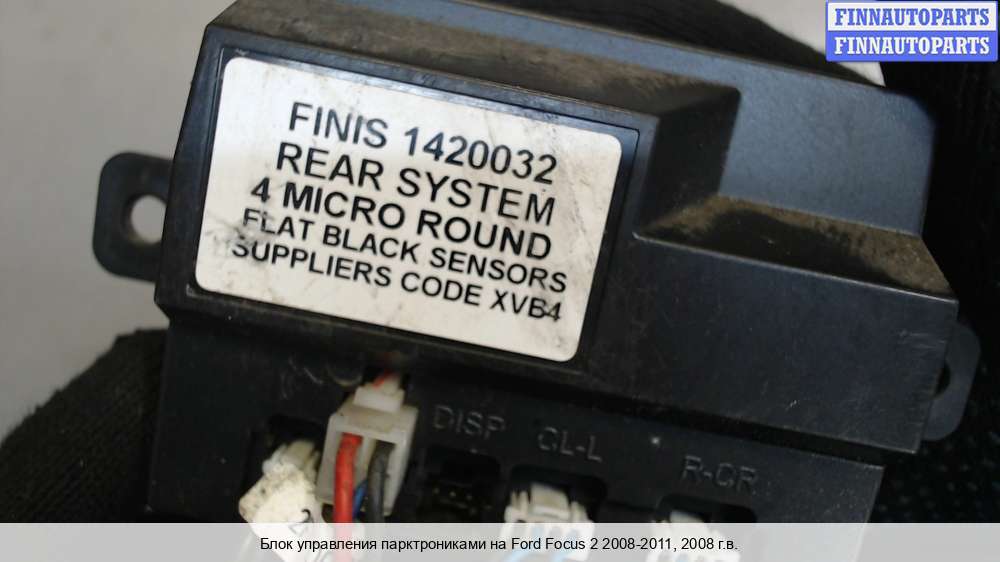 FINNAUTOPARTS
FINNAUTOPARTS
FINIS 1420032
REAR SYSTEM
4 MICRO ROUND
FLAT BLACK SENSORS
SUPPLIERS CODE XVB4
DISP
CL-L
R-CR
2
Блок управления парктрониками на Ford Focus 2 2008-2011, 2008 г.в.